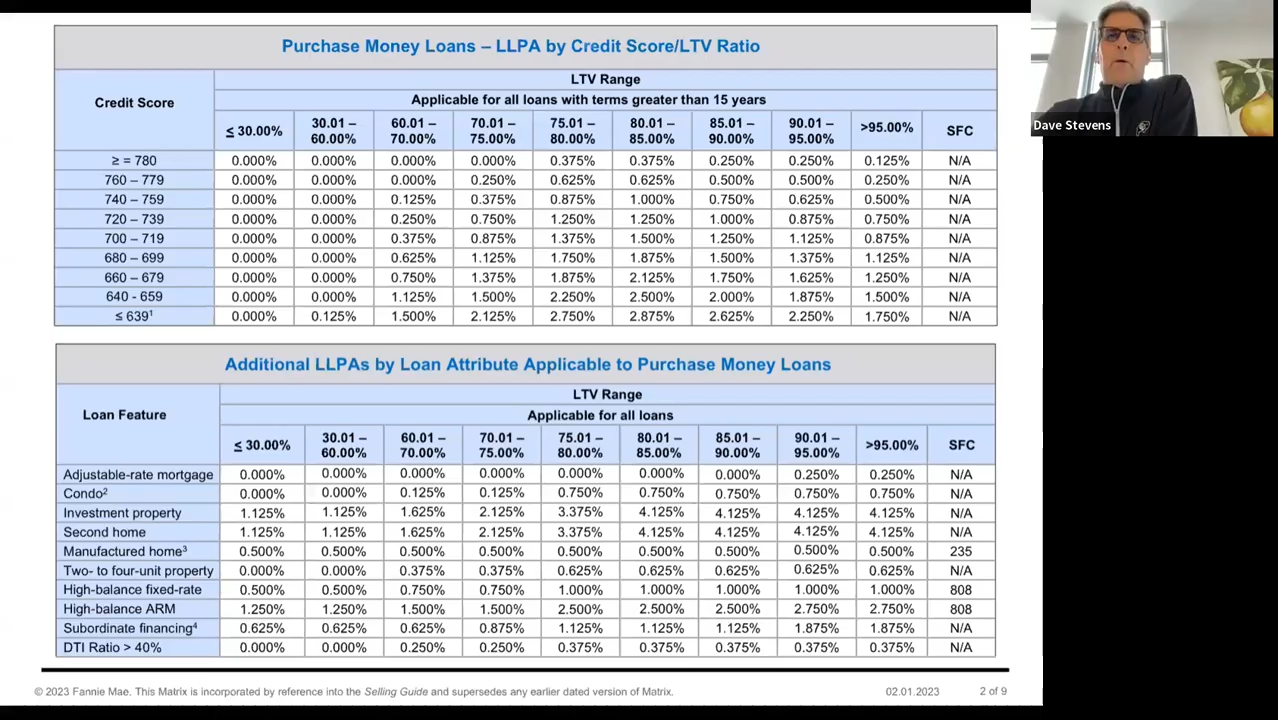 Purchase Money Loans – LLPA by Credit Score/LTV Ratio
Credit Score
LTV Range
Applicable for all loans with terms greater than 15 years
≤ 30.00% 30.01 – 60.00% 60.01 – 70.00% 70.01 – 75.00% 75.01 – 80.00% 80.01 – 85.00% 85.01 – 90.00% 90.01 – 95.00% >95.00% SFC
≥ = 780 0.000% 0.000% 0.000% 0.000% 0.375% 0.375% 0.250% 0.250% 0.125% N/A
760 – 779 0.000% 0.000% 0.000% 0.250% 0.625% 0.625% 0.500% 0.500% 0.250% N/A
740 – 759 0.000% 0.000% 0.125% 0.375% 0.875% 1.000% 0.750% 0.625% 0.500% N/A
720 – 739 0.000% 0.000% 0.250% 0.750% 1.250% 1.250% 1.000% 0.875% 0.750% N/A
700 – 719 0.000% 0.000% 0.375% 0.875% 1.375% 1.500% 1.250% 1.125% 0.875% N/A
680 – 699 0.000% 0.000% 0.625% 1.125% 1.750% 1.875% 1.500% 1.375% 1.125% N/A
660 – 679 0.000% 0.000% 0.750% 1.375% 1.875% 2.125% 1.750% 1.625% 1.250% N/A
640 - 659 0.000% 0.000% 1.125% 1.500% 2.250% 2.500% 2.000% 1.875% 1.500% N/A
≤ 639¹ 0.000% 0.125% 1.500% 2.125% 2.750% 2.875% 2.625% 2.250% 1.750% N/A
Additional LLPAs by Loan Attribute Applicable to Purchase Money Loans
Loan Feature
LTV Range
Applicable for all loans
≤ 30.00% 30.01 – 60.00% 60.01 – 70.00% 70.01 – 75.00% 75.01 – 80.00% 80.01 – 85.00% 85.01 – 90.00% 90.01 – 95.00% >95.00% SFC
Adjustable-rate mortgage 0.000% 0.000% 0.000% 0.000% 0.000% 0.000% 0.000% 0.250% 0.250% N/A
Condo² 0.000% 0.000% 0.125% 0.125% 0.750% 0.750% 0.750% 0.750% 0.750% N/A
Investment property 1.125% 1.125% 1.625% 2.125% 3.375% 4.125% 4.125% 4.125% 4.125% N/A
Second home 1.125% 1.125% 1.625% 2.125% 3.375% 4.125% 4.125% 4.125% 4.125% N/A
Manufactured home³ 0.500% 0.500% 0.500% 0.500% 0.500% 0.500% 0.500% 0.500% 0.500% 235
Two- to four-unit property 0.000% 0.000% 0.375% 0.375% 0.625% 0.625% 0.625% 0.625% 0.625% N/A
High-balance fixed-rate 0.500% 0.500% 0.750% 0.750% 1.000% 1.000% 1.000% 1.000% 1.000% 808
High-balance ARM 1.250% 1.250% 1.500% 1.500% 2.500% 2.500% 2.500% 2.750% 2.750% 808
Subordinate financing⁴ 0.625% 0.625% 0.625% 0.875% 1.125% 1.125% 1.125% 1.875% 1.875% N/A
DTI Ratio > 40% 0.000% 0.000% 0.250% 0.250% 0.375% 0.375% 0.375% 0.375% 0.375% N/A
© 2023 Fannie Mae. This Matrix is incorporated by reference into the Selling Guide and supersedes any earlier dated version of Matrix. 02.01.2023 2 of 9
Dave Stevens